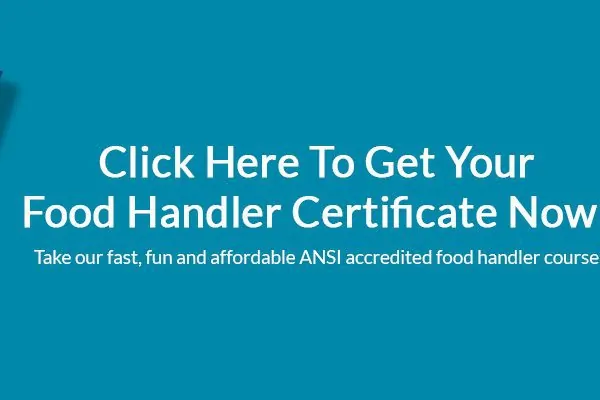 Click Here To Get Your
Food Handler Certificate Now
Take our fast, fun and affordable ANSI accredited food handler course